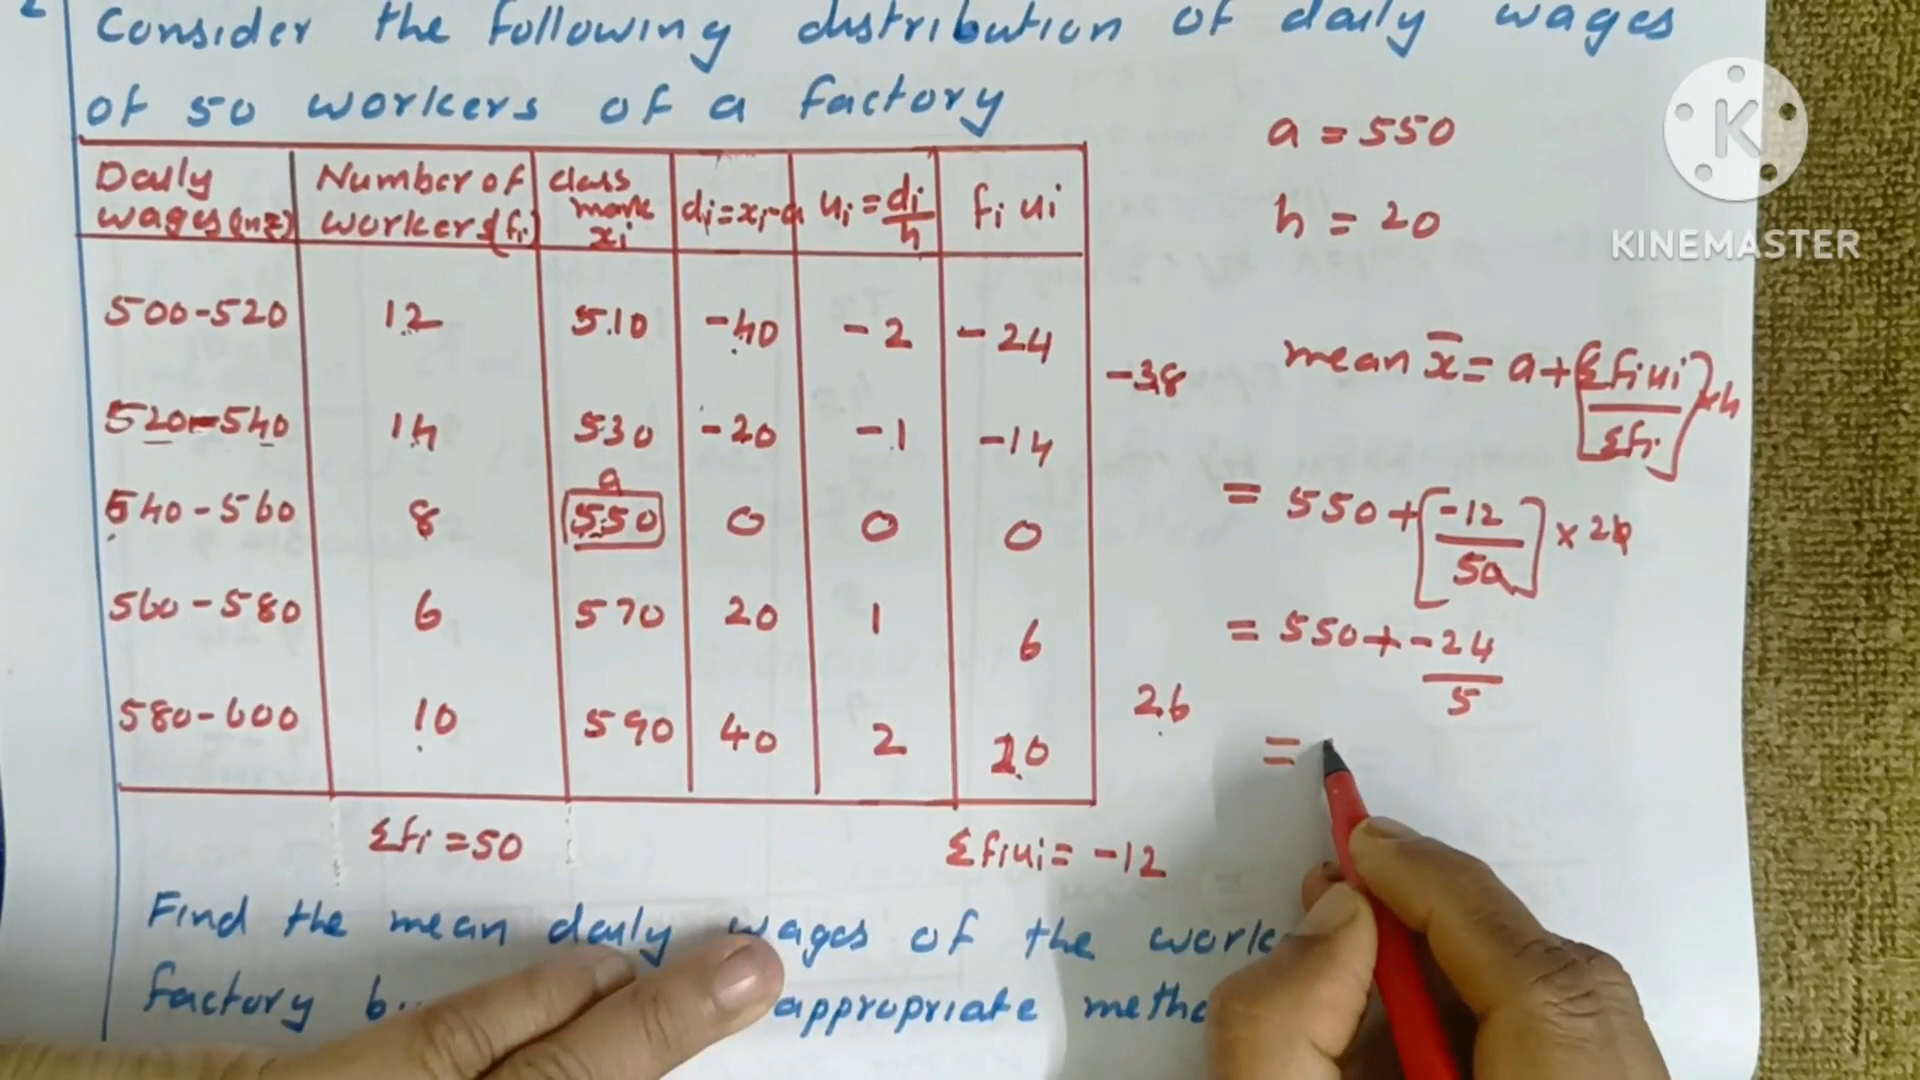 Consider the following distribution of daily wages
of 50 workers of a factory
Daily wages (in ₹) Number of workers (fi) class mark xi di=xi-a ui=di/h fi ui
500-520 12 510 -40 -2 -24
520-540 14 530 -20 -1 -14
a
540-560 8 550 0 0 0
560-580 6 570 20 1 6
580-600 10 590 40 2 20
Σfi=50 Σfiui= -12
-38
26
Find the mean daily wages of the
factory appropriate
a=550
h=20
mean x̄= a+[Σfiui/Σfi]×h
= 550+[-12/50]×20
= 550+-24/5
=
K
KINEMASTER